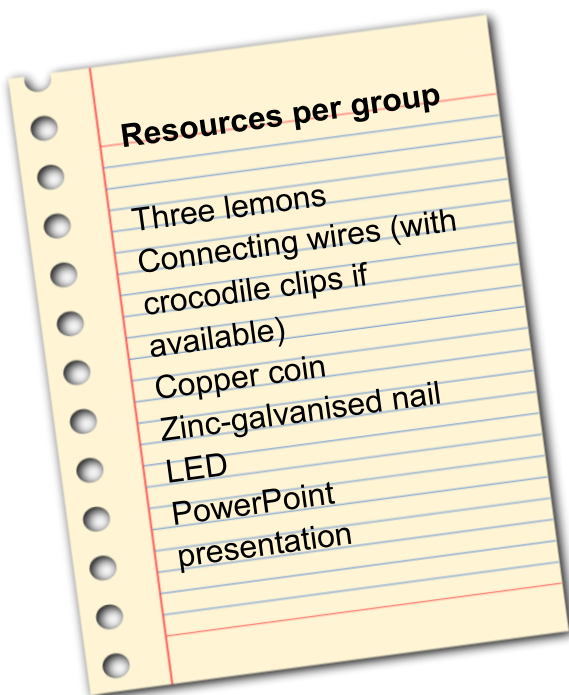 Resources per group
Three lemons
Connecting wires (with
crocodile clips if
available)
Copper coin
Zinc-galvanised nail
LED
PowerPoint
presentation